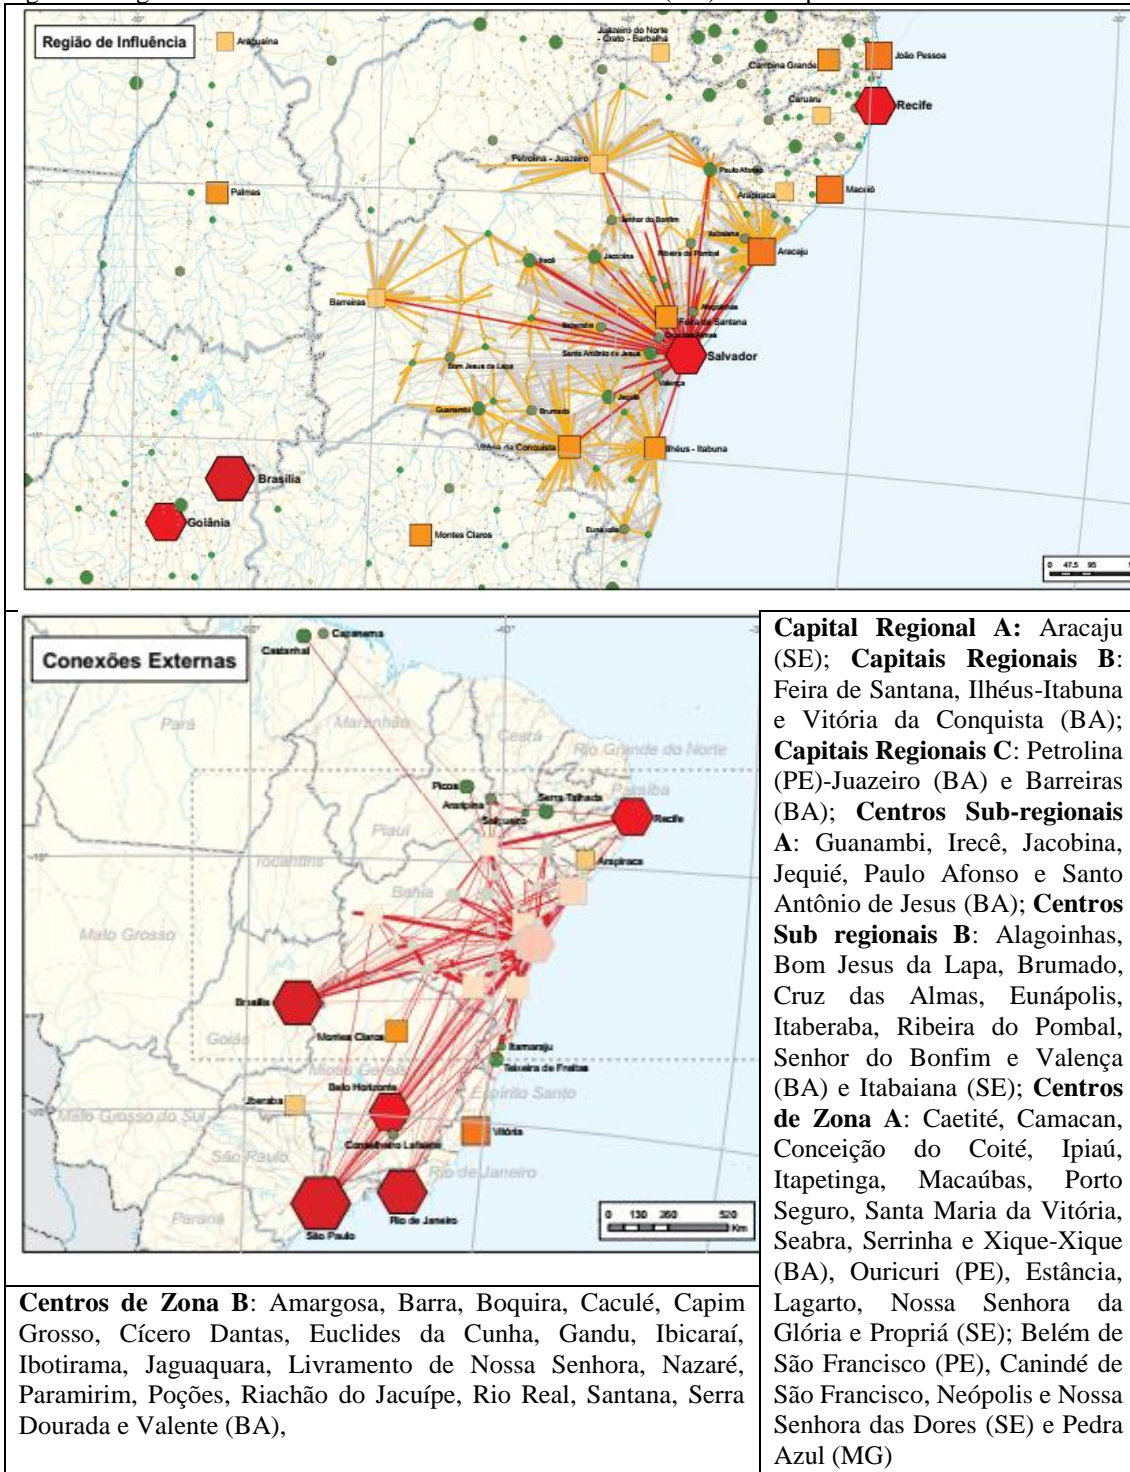 Região de Influência
Araguaína
Juazeiro do Norte
- Crato - Barbalha
Campina Grande
João Pessoa
Caruaru
Recife
Petrolina - Juazeiro
Paulo Afonso
Palmas
Arapiraca
Maceió
Senhor do Bonfim
Itabaiana
Ribeira do Pombal
Aracaju
Irecê
Jacobina
Barreiras
Alagoinhas
Feira de Santana
Itaberaba
Cruz das Almas
Santo Antônio de Jesus
Salvador
Bom Jesus da Lapa
Valença
Jequié
Guanambi
Brumado
Vitória da Conquista
Ilhéus - Itabuna
Brasília
Goiânia
Montes Claros
Eunápolis
0 47.5 95
Conexões Externas
Capanema
Castanhal
Pará
Maranhão
Ceará
Rio Grande do Norte
Paraíba
Picos
Araripina
Serra Talhada
Salgueiro
Recife
Piauí
Arapiraca
Tocantins
Bahia
Mato Grosso
Brasília
Goiás
Montes Claros
Itamaraju
Teixeira de Freitas
Minas Gerais
Belo Horizonte
Espírito Santo
Uberaba
Mato Grosso do Sul
Conselheiro Lafaiete
Vitória
São Paulo
Rio de Janeiro
Paraná
São Paulo
Rio de Janeiro
0 130 260 520
Km
Capital Regional A: Aracaju
(SE); Capitais Regionais B:
Feira de Santana, Ilhéus-Itabuna
e Vitória da Conquista (BA);
Capitais Regionais C: Petrolina
(PE)-Juazeiro (BA) e Barreiras
(BA); Centros Sub-regionais
A: Guanambi, Irecê, Jacobina,
Jequié, Paulo Afonso e Santo
Antônio de Jesus (BA); Centros
Sub regionais B: Alagoinhas,
Bom Jesus da Lapa, Brumado,
Cruz das Almas, Eunápolis,
Itaberaba, Ribeira do Pombal,
Senhor do Bonfim e Valença
(BA) e Itabaiana (SE); Centros
de Zona A: Caetité, Camacan,
Conceição do Coité, Ipiaú,
Itapetinga, Macaúbas, Porto
Seguro, Santa Maria da Vitória,
Seabra, Serrinha e Xique-Xique
(BA), Ouricuri (PE), Estância,
Lagarto, Nossa Senhora da
Glória e Propriá (SE); Belém de
São Francisco (PE), Canindé de
São Francisco, Neópolis e Nossa
Senhora das Dores (SE) e Pedra
Azul (MG)
Centros de Zona B: Amargosa, Barra, Boquira, Caculé, Capim
Grosso, Cícero Dantas, Euclides da Cunha, Gandu, Ibicaraí,
Ibotirama, Jaguaquara, Livramento de Nossa Senhora, Nazaré,
Paramirim, Poções, Riachão do Jacuípe, Rio Real, Santana, Serra
Dourada e Valente (BA),